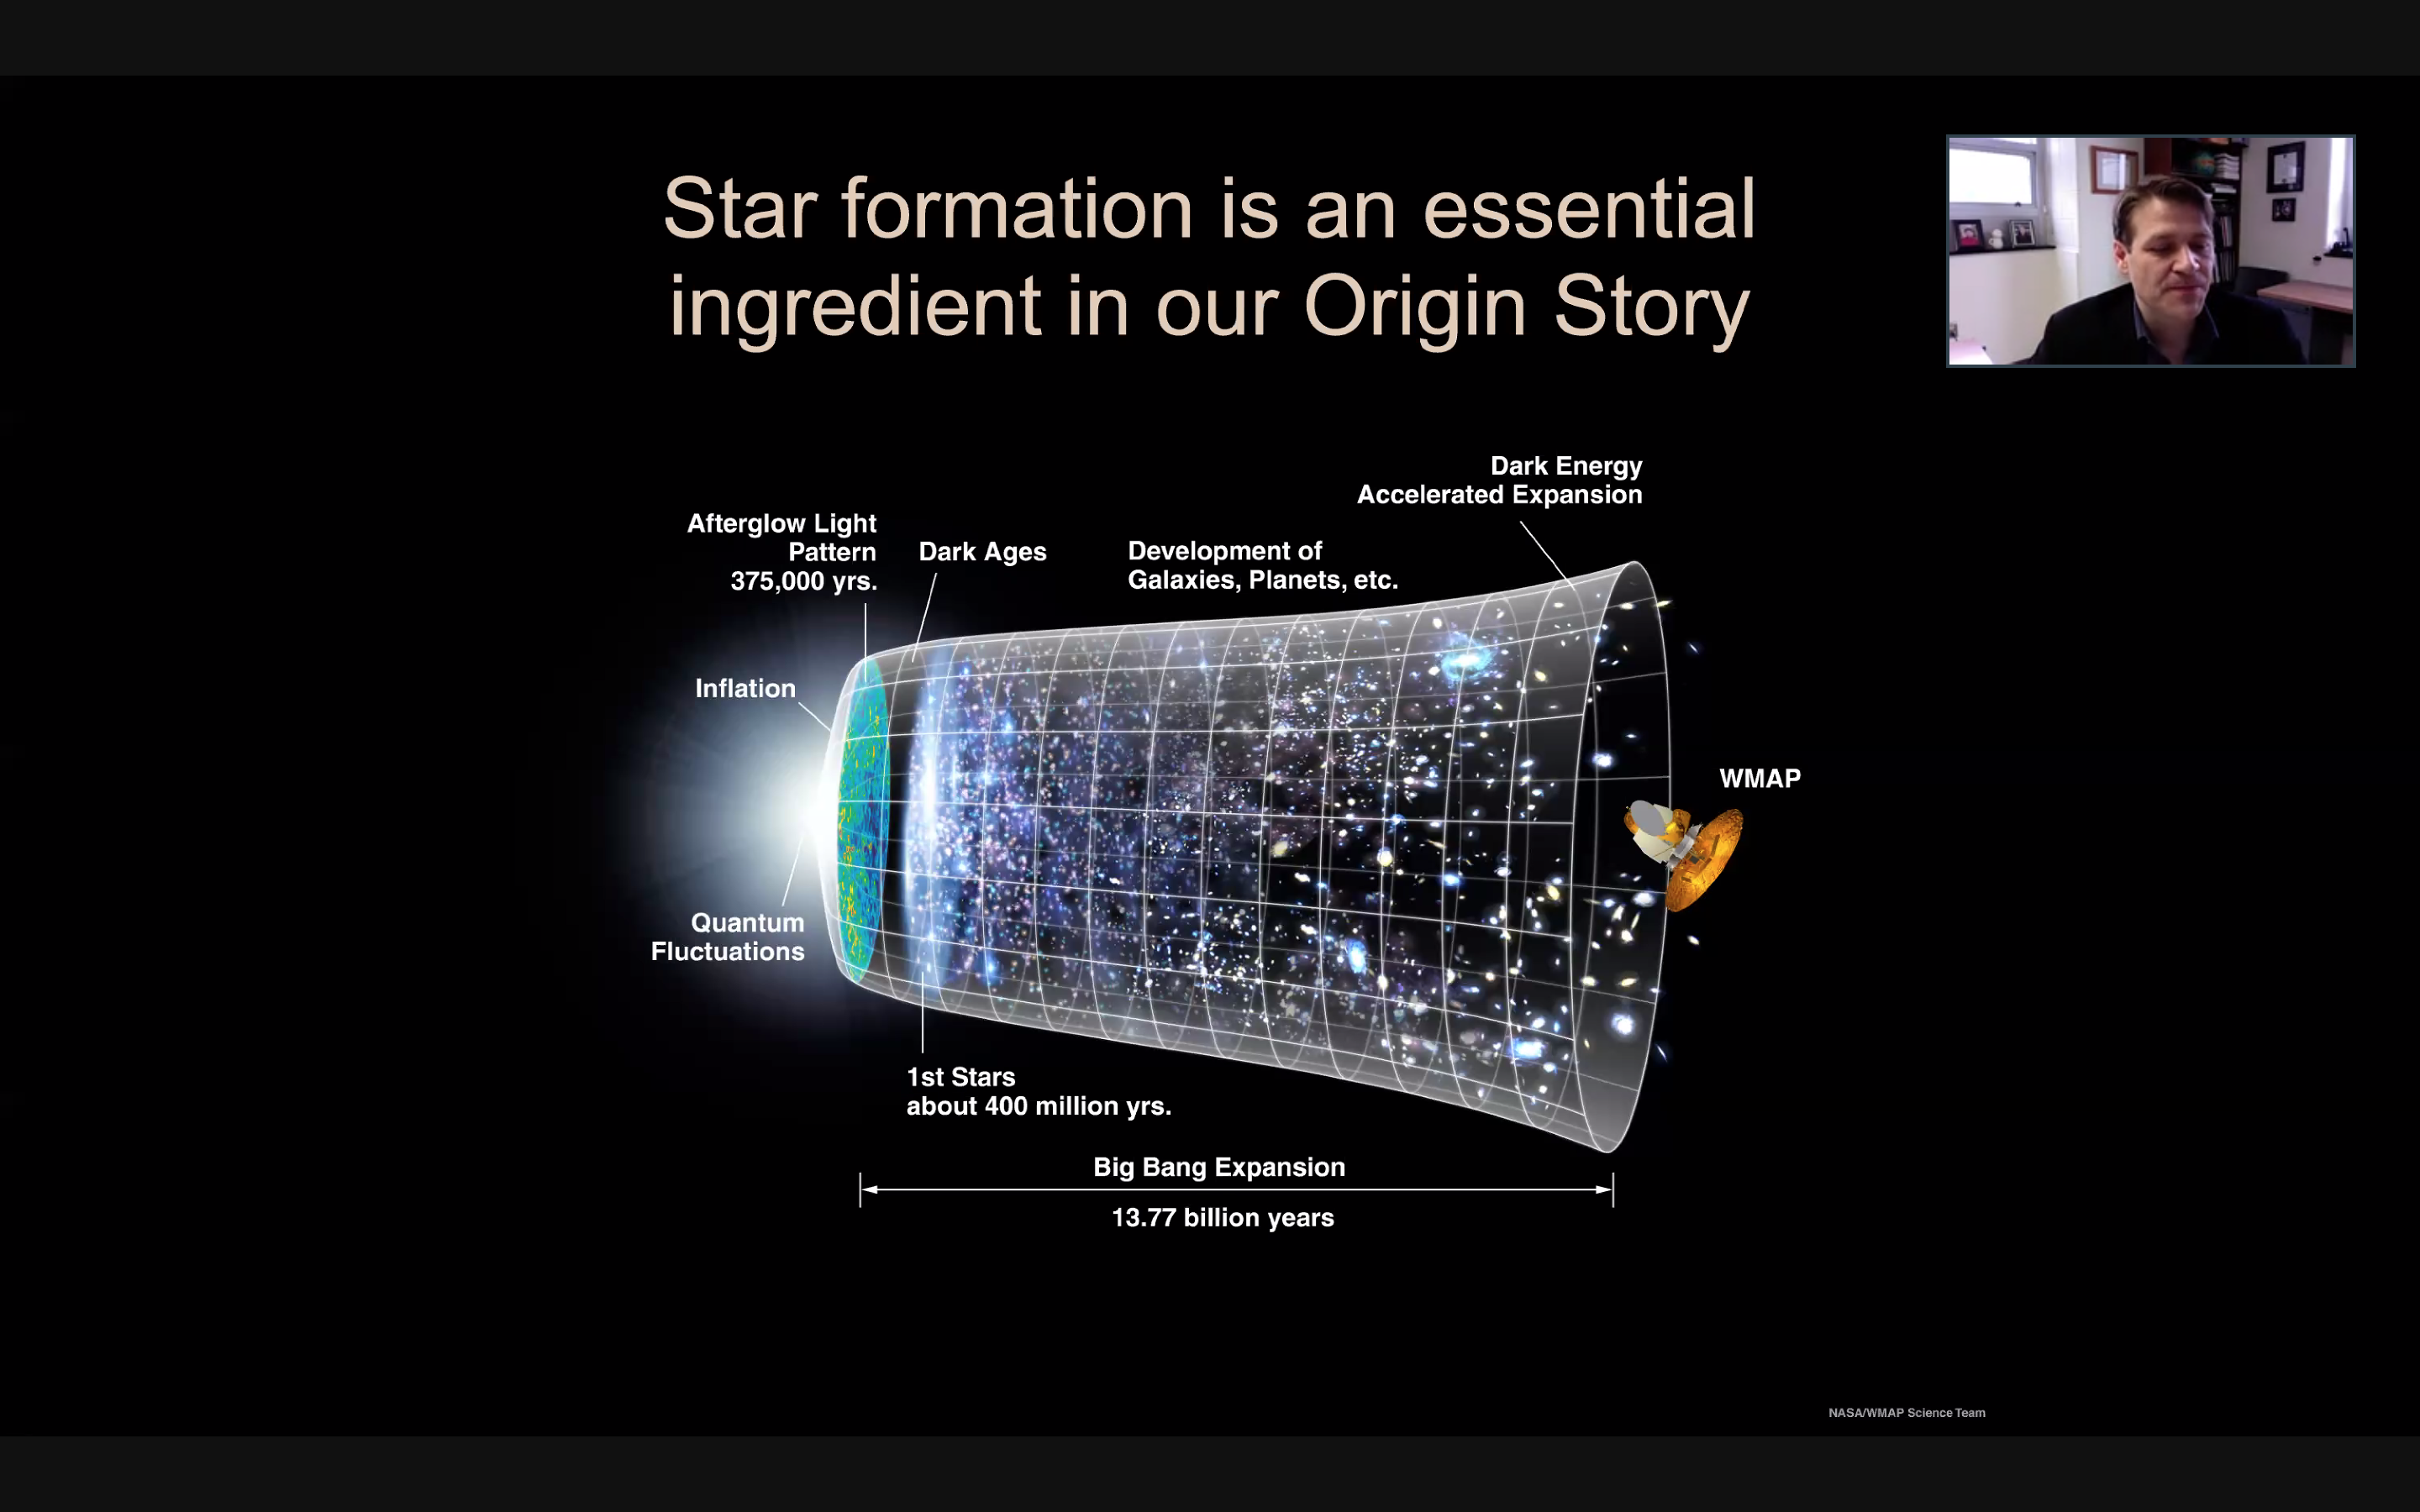 Star formation is an essential
ingredient in our Origin Story
Dark Energy
Accelerated Expansion
Afterglow Light
Pattern
375,000 yrs.
Dark Ages
Development of
Galaxies, Planets, etc.
Inflation
WMAP
Quantum
Fluctuations
1st Stars
about 400 million yrs.
Big Bang Expansion
13.77 billion years
NASA/WMAP Science Team